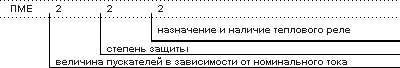 ПМЕ 2 2 2
назначение и наличие теплового реле
степень защиты
величина пускателей в зависимости от номинального тока